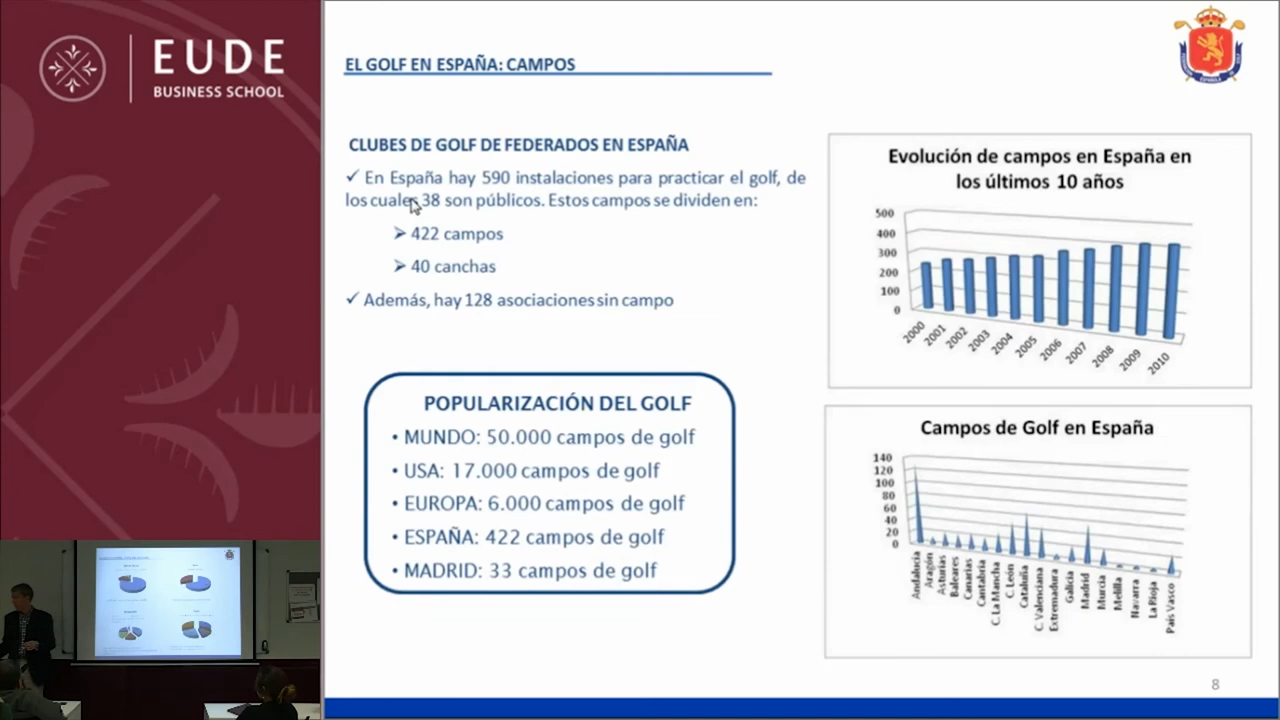 EUDE
BUSINESS SCHOOL
EL GOLF EN ESPAÑA: CAMPOS
CLUBES DE GOLF DE FEDERADOS EN ESPAÑA
✓ En España hay 590 instalaciones para practicar el golf, de
los cuales 38 son públicos. Estos campos se dividen en:
➢ 422 campos
➢ 40 canchas
✓ Además, hay 128 asociaciones sin campo
POPULARIZACIÓN DEL GOLF
• MUNDO: 50.000 campos de golf
• USA: 17.000 campos de golf
• EUROPA: 6.000 campos de golf
• ESPAÑA: 422 campos de golf
• MADRID: 33 campos de golf
Evolución de campos en España en
los últimos 10 años
500
400
300
200
100
0
2000
2001
2002
2003
2004
2005
2006
2007
2008
2009
2010
Campos de Golf en España
140
120
100
80
60
40
20
0
Andalucía
Aragón
Asturias
Baleares
Canarias
Cantabria
C. La Mancha
C. León
Cataluña
C. Valenciana
Extremadura
Galicia
Madrid
Murcia
Melilla
Navarra
La Rioja
País Vasco
8